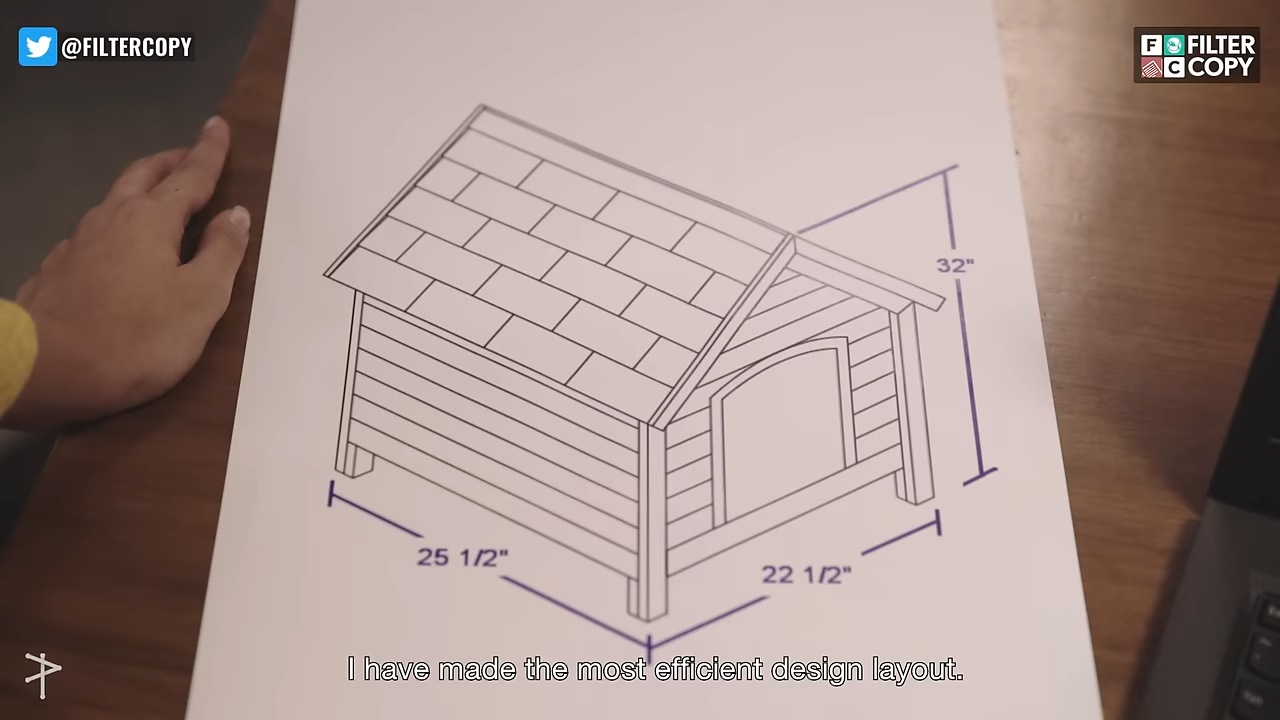 @FILTERCOPY
F FILTER
C COPY
32"
25 1/2"
22 1/2"
I have made the most efficient design layout.